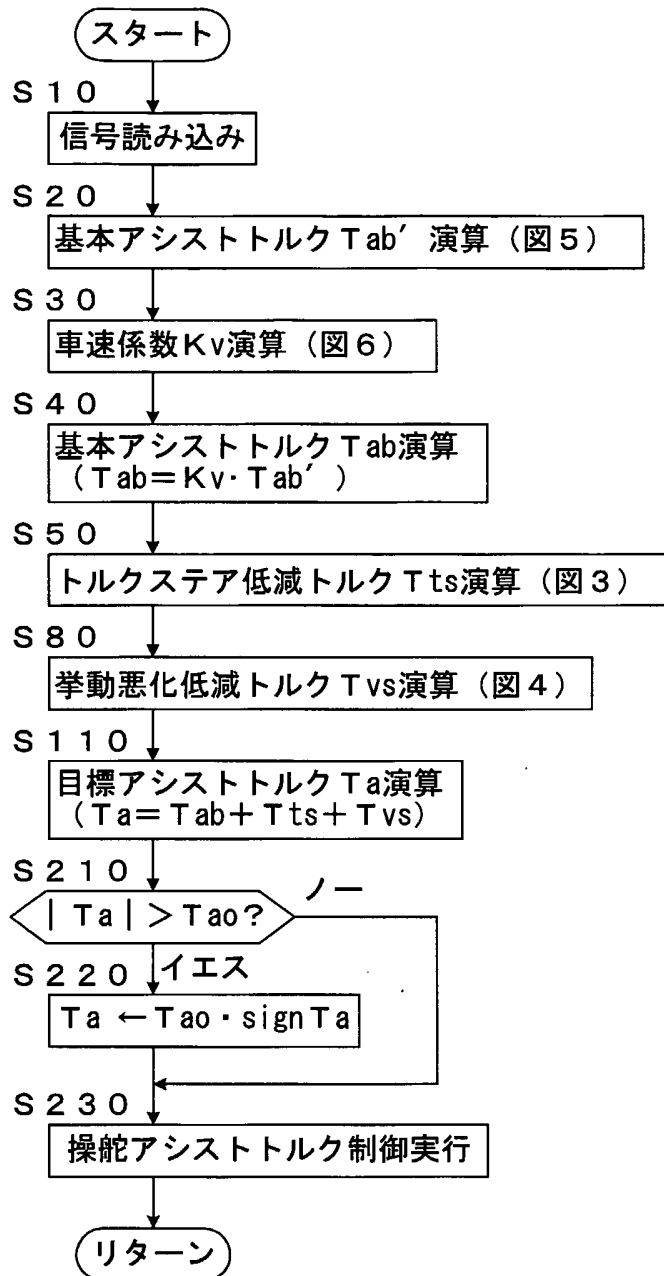 スタート
S10
信号読み込み
S20
基本アシストトルクTab′演算（図5）
S30
車速係数Kv演算（図6）
S40
基本アシストトルクTab演算
（Tab＝Kv･Tab′）
S50
トルクステア低減トルクTts演算（図3）
S80
挙動悪化低減トルクTvs演算（図4）
S110
目標アシストトルクTa演算
（Ta＝Tab＋Tts＋Tvs）
S210
｜Ta｜＞Tao？
ノー
イエス
S220
Ta←Tao・signTa
S230
操舵アシストトルク制御実行
リターン